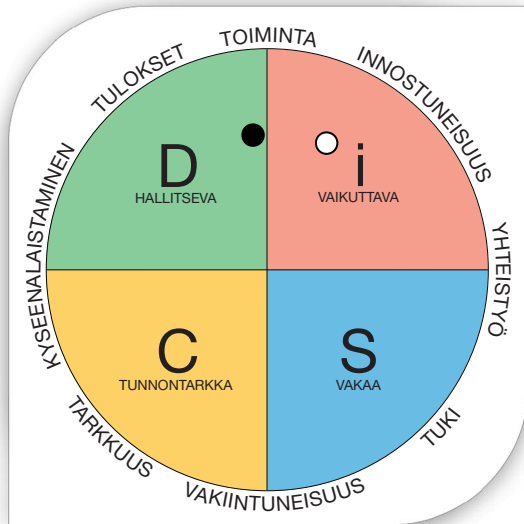 TOIMINTA
INNOSTUNEISUUS
YHTEISTYÖ
TUKI
VAKIINTUNEISUUS
TARKKUUS
KYSEENALAISTAMINEN
TULOKSET
D
HALLITSEVA
i
VAIKUTTAVA
C
TUNNONTARKKA
S
VAKAA